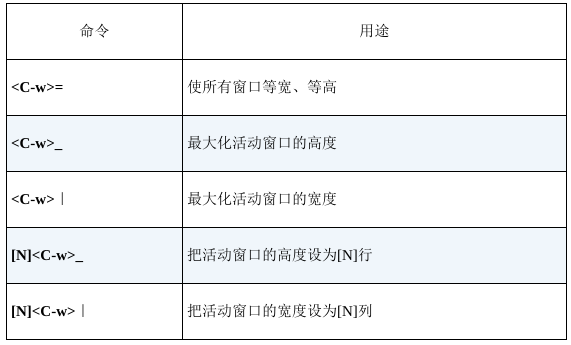 命令 用途
<C-w>= 使所有窗口等宽、等高
<C-w>_ 最大化活动窗口的高度
<C-w>| 最大化活动窗口的宽度
[N]<C-w>_ 把活动窗口的高度设为[N]行
[N]<C-w>| 把活动窗口的宽度设为[N]列